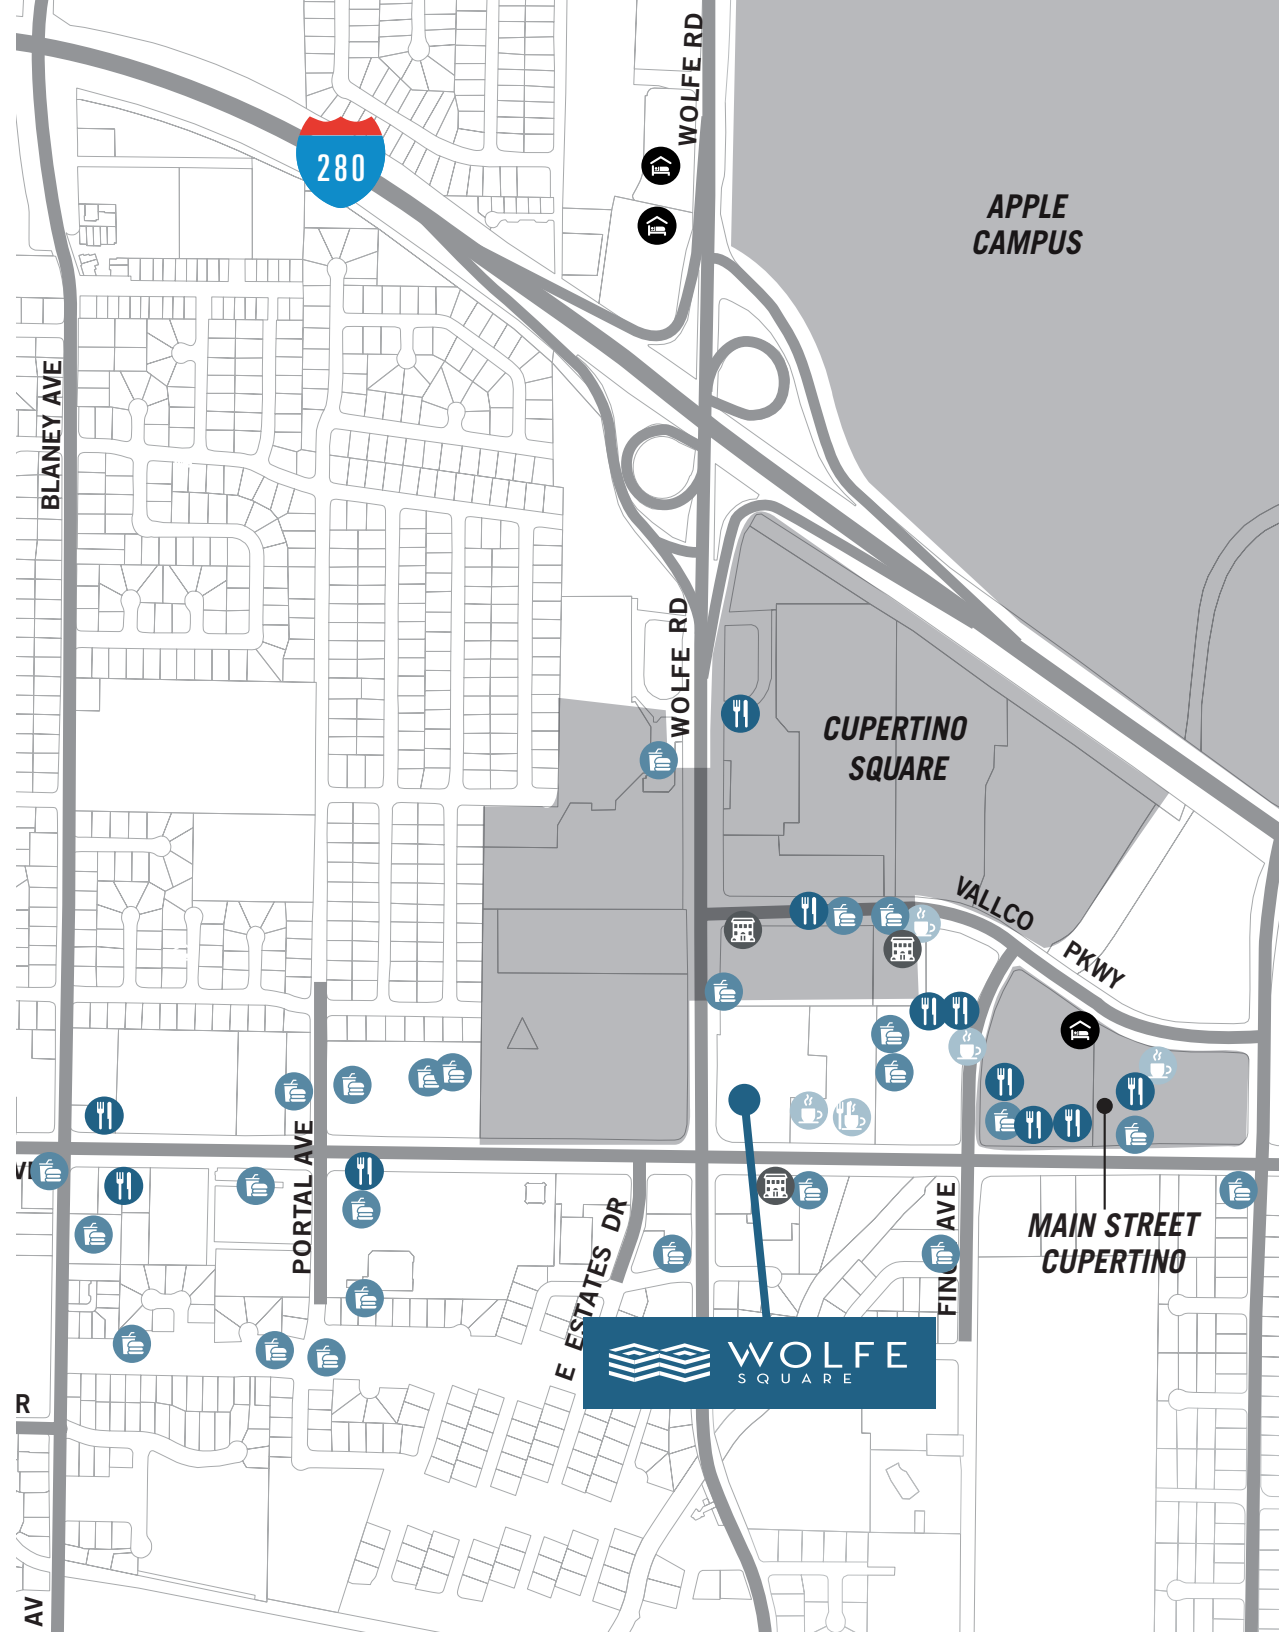 WOLFE RD
280
APPLE
CAMPUS
BLANEY AVE
WOLFE RD
CUPERTINO
SQUARE
VALLCO
PKWY
PORTAL AVE
E ESTATES DR
AVE
MAIN STREET
CUPERTINO
WOLFE
SQUARE
R
AV